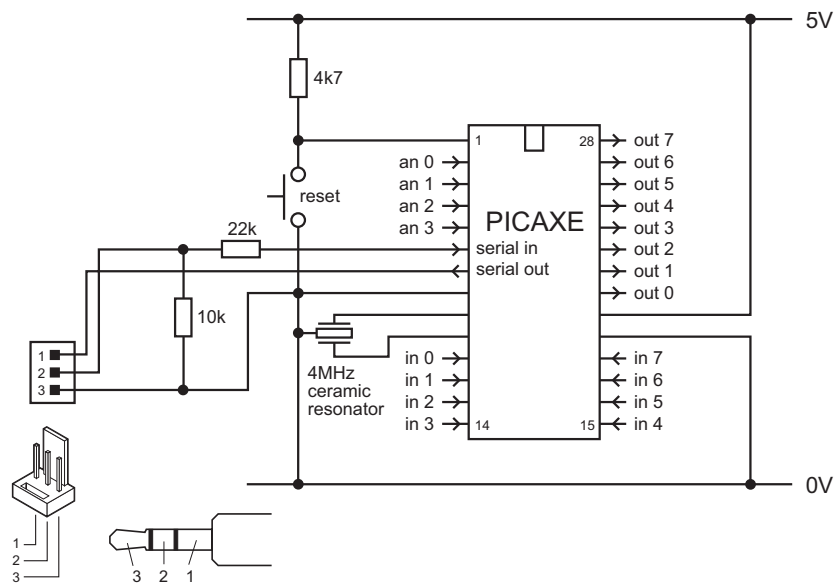 5V
4k7
1
28
out 7
an 0
out 6
an 1
out 5
an 2
out 4
reset
PICAXE
an 3
out 3
22k
serial in
out 2
serial out
out 1
out 0
10k
1
2
3
4MHz
ceramic
resonator
in 0
in 7
in 1
in 6
in 2
in 5
in 3
14
15
in 4
0V
1
2
3
3 2 1